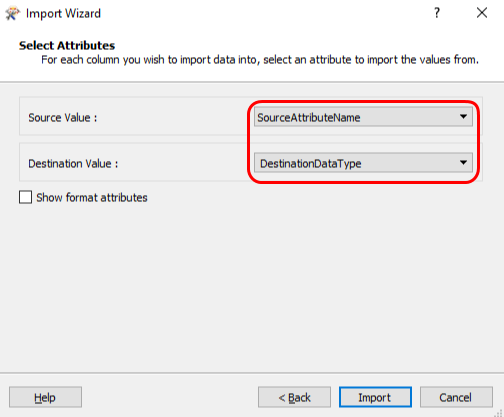 Import Wizard
?
Select Attributes
For each column you wish to import data into, select an attribute to import the values from.
Source Value : SourceAttributeName
Destination Value : DestinationDataType
Show format attributes
Help < Back Import Cancel